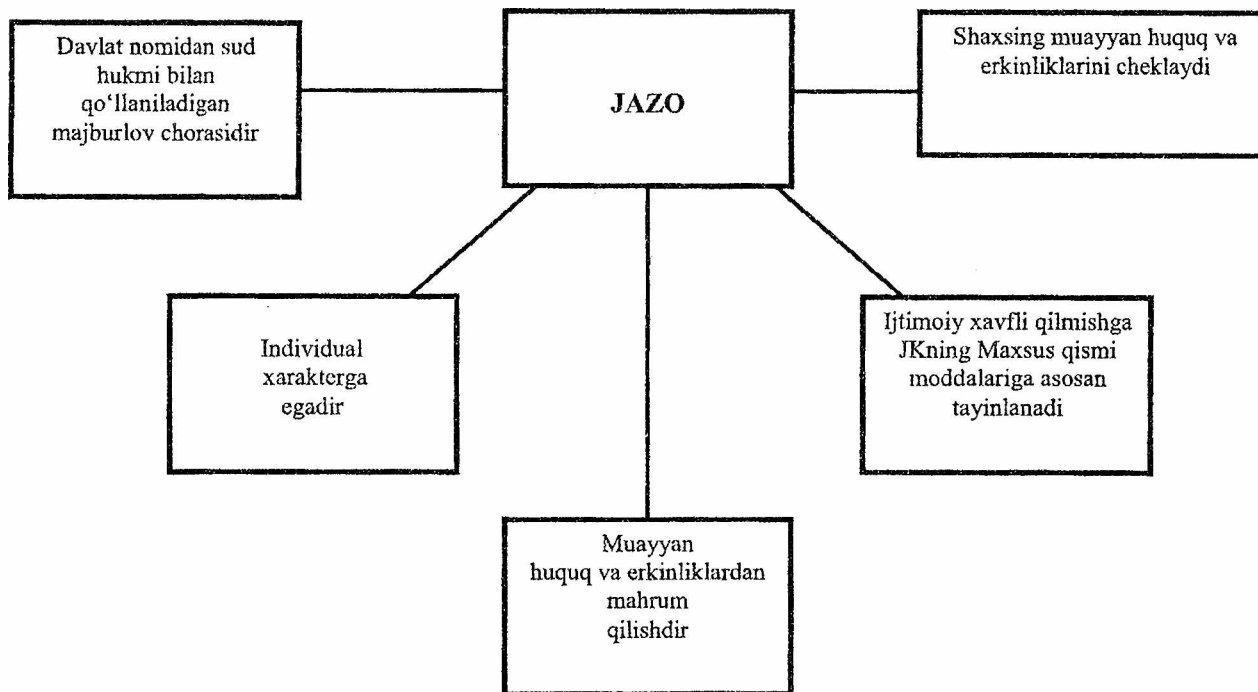 Davlat nomidan sud
hukmi bilan
qo‘llaniladigan
majburlov chorasidir
JAZO
Shaxsing muayyan huquq va
erkinliklarini cheklaydi
Individual
xarakterga
egadir
Ijtimoiy xavfli qilmishga
JKning Maxsus qismi
moddalariga asosan
tayinlanadi
Muayyan
huquq va erkinliklardan
mahrum
qilishdir